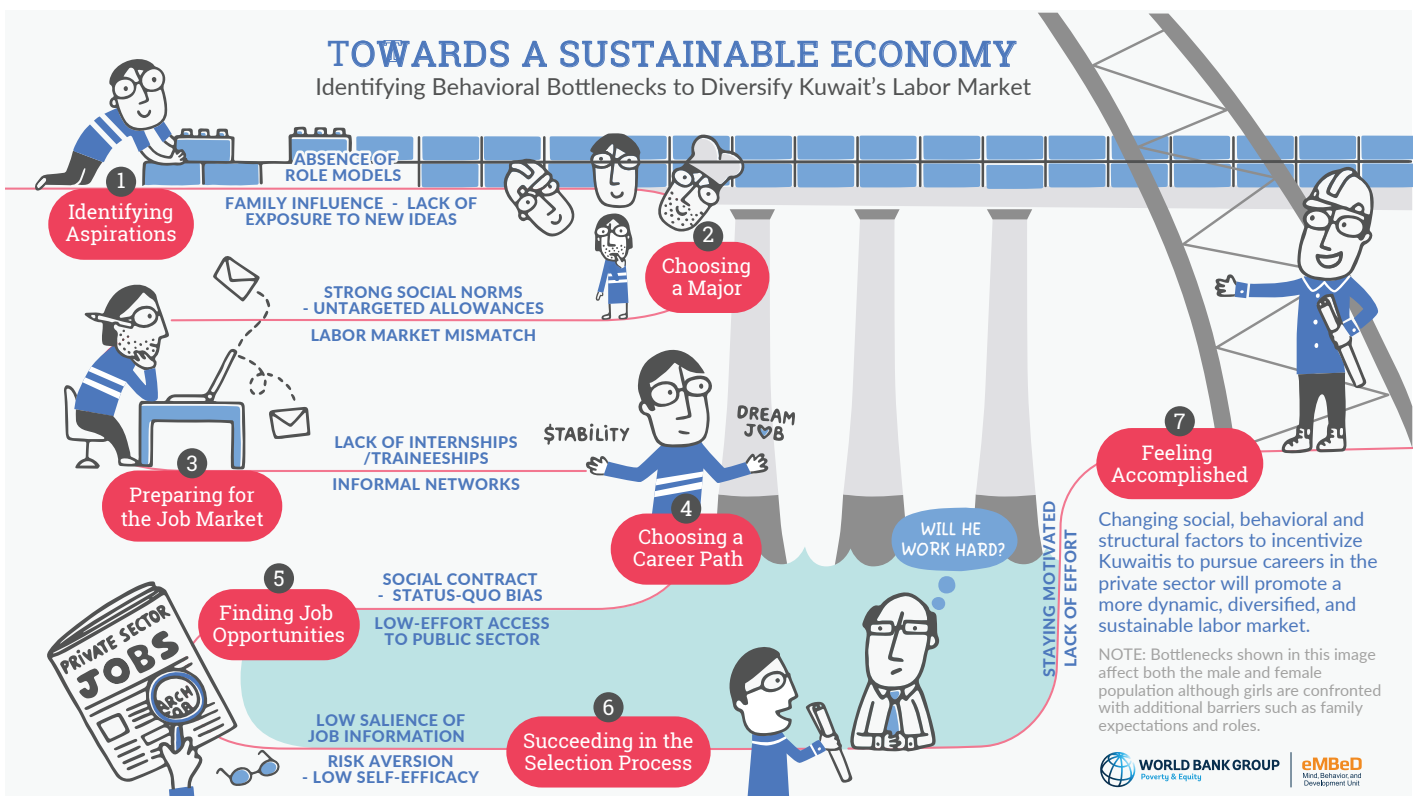 TOWARDS A SUSTAINABLE ECONOMY
Identifying Behavioral Bottlenecks to Diversify Kuwait's Labor Market
1
Identifying
Aspirations
ABSENCE OF
ROLE MODELS
FAMILY INFLUENCE - LACK OF
EXPOSURE TO NEW IDEAS
2
Choosing
a Major
STRONG SOCIAL NORMS
- UNTARGETED ALLOWANCES
LABOR MARKET MISMATCH
3
Preparing for
the Job Market
LACK OF INTERNSHIPS
/TRAINEESHIPS
INFORMAL NETWORKS
$TABILITY
DREAM
JOB
4
Choosing a
Career Path
SOCIAL CONTRACT
- STATUS-QUO BIAS
LOW-EFFORT ACCESS
TO PUBLIC SECTOR
5
Finding Job
Opportunities
PRIVATE SECTOR
JOBS
ARCH
JOB
LOW SALIENCE OF
JOB INFORMATION
RISK AVERSION
- LOW SELF-EFFICACY
6
Succeeding in the
Selection Process
WILL HE
WORK HARD?
STAYING MOTIVATED
LACK OF EFFORT
7
Feeling
Accomplished
Changing social, behavioral and
structural factors to incentivize
Kuwaitis to pursue careers in the
private sector will promote a
more dynamic, diversified, and
sustainable labor market.
NOTE: Bottlenecks shown in this image
affect both the male and female
population although girls are confronted
with additional barriers such as family
expectations and roles.
WORLD BANK GROUP
Poverty & Equity
eMBeD
Mind, Behavior, and
Development Unit